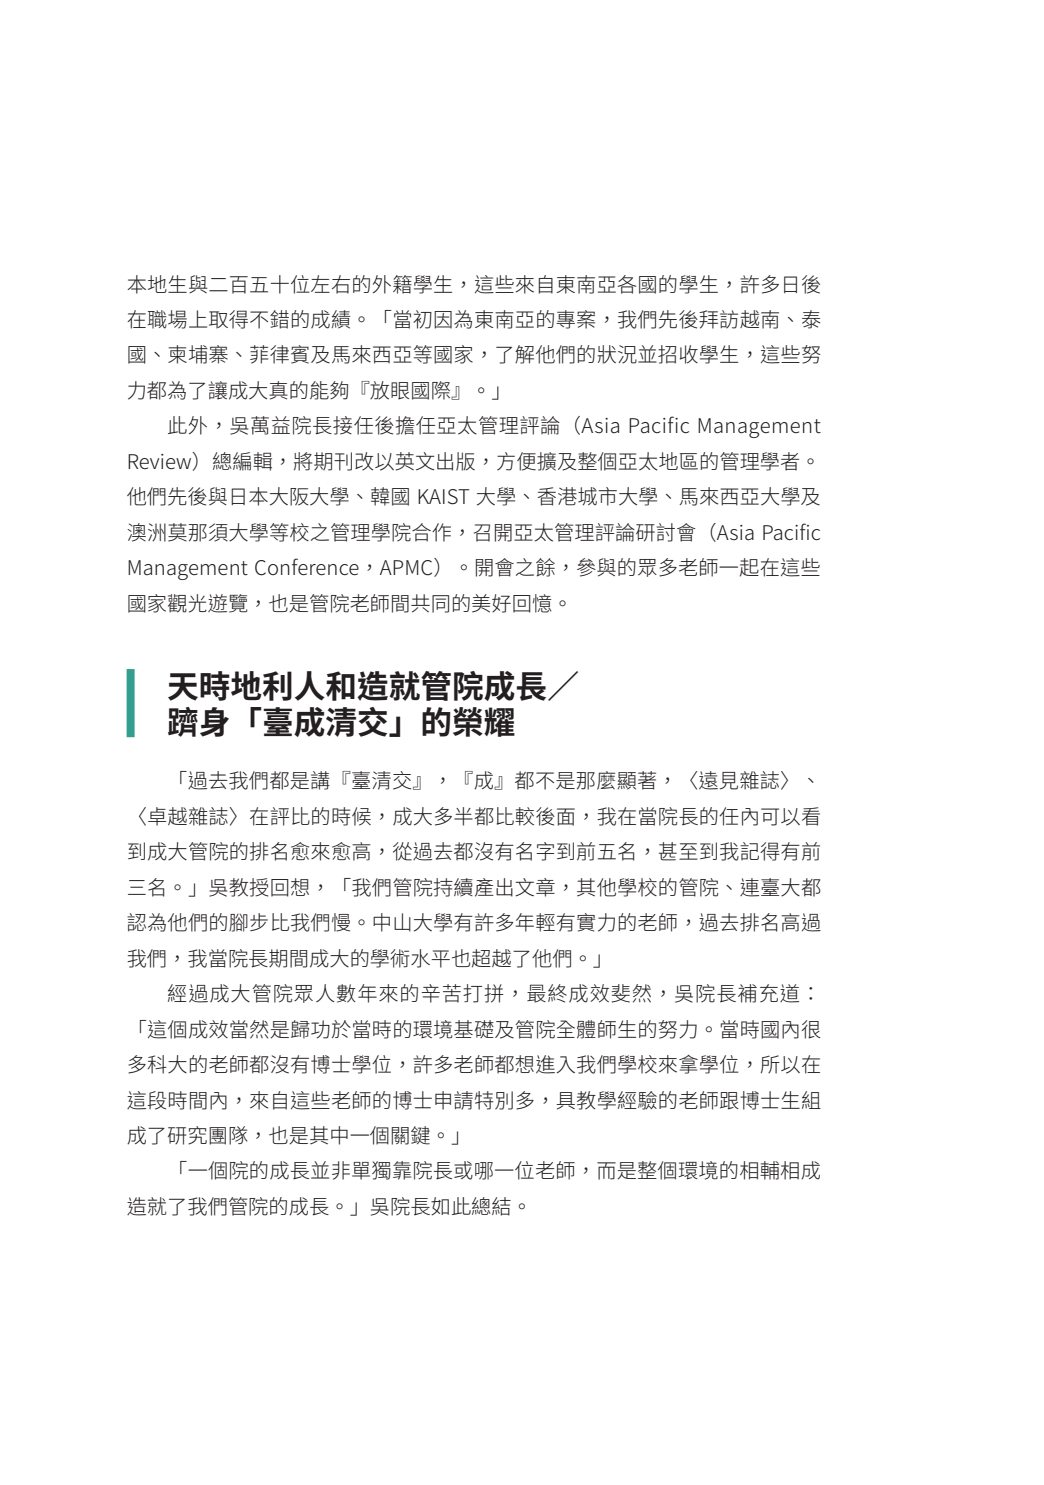 本地生與二百五十位左右的外籍學生，這些來自東南亞各國的學生，許多日後
在職場上取得不錯的成績。「當初因為東南亞的專案，我們先後拜訪越南、泰
國、柬埔寨、菲律賓及馬來西亞等國家，了解他們的狀況並招收學生，這些努
力都為了讓成大真的能夠『放眼國際』。」
此外，吳萬益院長接任後擔任亞太管理評論（Asia Pacific Management
Review）總編輯，將期刊改以英文出版，方便擴及整個亞太地區的管理學者。
他們先後與日本大阪大學、韓國 KAIST 大學、香港城市大學、馬來西亞大學及
澳洲莫那須大學等校之管理學院合作，召開亞太管理評論研討會（Asia Pacific
Management Conference，APMC）。開會之餘，參與的眾多老師一起在這些
國家觀光遊覽，也是管院老師間共同的美好回憶。
天時地利人和造就管院成長／
躋身「臺成清交」的榮耀
「過去我們都是講『臺清交』，『成』都不是那麼顯著，〈遠見雜誌〉、
〈卓越雜誌〉在評比的時候，成大多半都比較後面，我在當院長的任內可以看
到成大管院的排名愈來愈高，從過去都沒有名字到前五名，甚至到我記得有前
三名。」吳教授回想，「我們管院持續產出文章，其他學校的管院、連臺大都
認為他們的腳步比我們慢。中山大學有許多年輕有實力的老師，過去排名高過
我們，我當院長期間成大的學術水平也超越了他們。」
經過成大管院眾人數年來的辛苦打拼，最終成效斐然，吳院長補充道：
「這個成效當然是歸功於當時的環境基礎及管院全體師生的努力。當時國內很
多科大的老師都沒有博士學位，許多老師都想進入我們學校來拿學位，所以在
這段時間內，來自這些老師的博士申請特別多，具教學經驗的老師跟博士生組
成了研究團隊，也是其中一個關鍵。」
「一個院的成長並非單獨靠院長或哪一位老師，而是整個環境的相輔相成
造就了我們管院的成長。」吳院長如此總結。